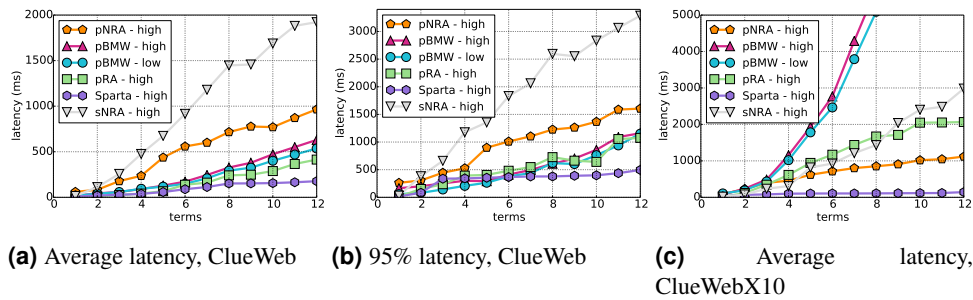 2000
1500
1000
500
0
latency (ms)
pNRA - high
pBMW - high
pBMW - low
pRA - high
Sparta - high
sNRA - high
0 2 4 6 8 10 12
terms
(a) Average latency, ClueWeb
3500
3000
2500
2000
1500
1000
500
0
latency (ms)
pNRA - high
pBMW - high
pBMW - low
pRA - high
Sparta - high
sNRA - high
0 2 4 6 8 10 12
terms
(b) 95% latency, ClueWeb
5000
4000
3000
2000
1000
0
latency (ms)
pNRA - high
pBMW - high
pBMW - low
pRA - high
Sparta - high
sNRA - high
0 2 4 6 8 10 12
terms
(c) Average latency,
ClueWebX10